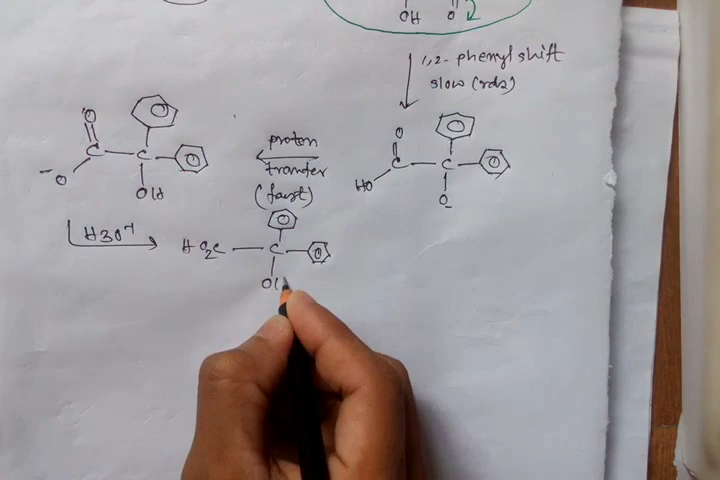 OH O
1,2- phenyl shift
slow (rds)
O
C C
- O
OH
proton
transfer
(fast)
O
C C
HO
O-
H3O+
HO2C C
OH